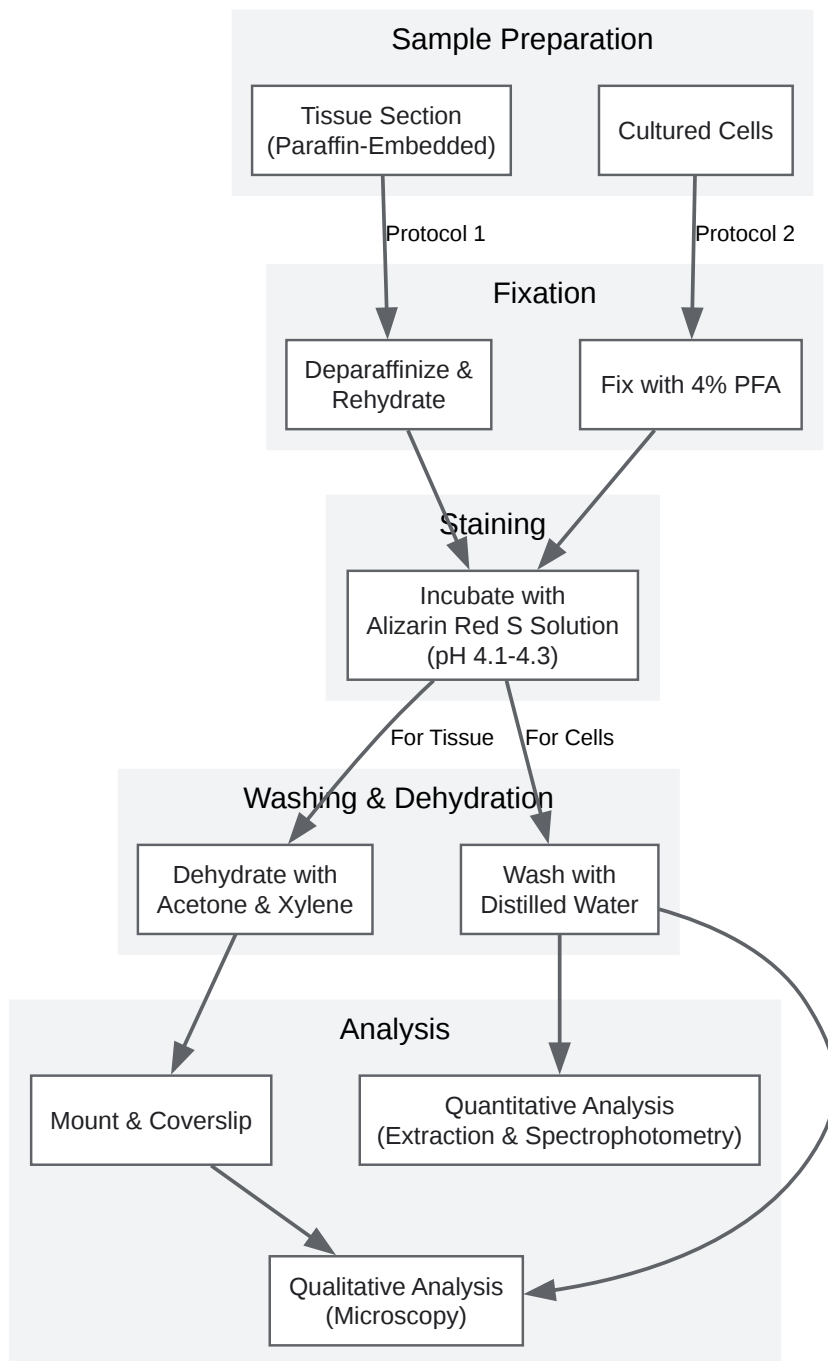 Sample Preparation
Tissue Section
(Paraffin-Embedded)
Cultured Cells
Protocol 1
Protocol 2
Fixation
Deparaffinize &
Rehydrate
Fix with 4% PFA
Staining
Incubate with
Alizarin Red S Solution
(pH 4.1-4.3)
For Tissue
For Cells
Washing & Dehydration
Dehydrate with
Acetone & Xylene
Wash with
Distilled Water
Analysis
Mount & Coverslip
Quantitative Analysis
(Extraction & Spectrophotometry)
Qualitative Analysis
(Microscopy)